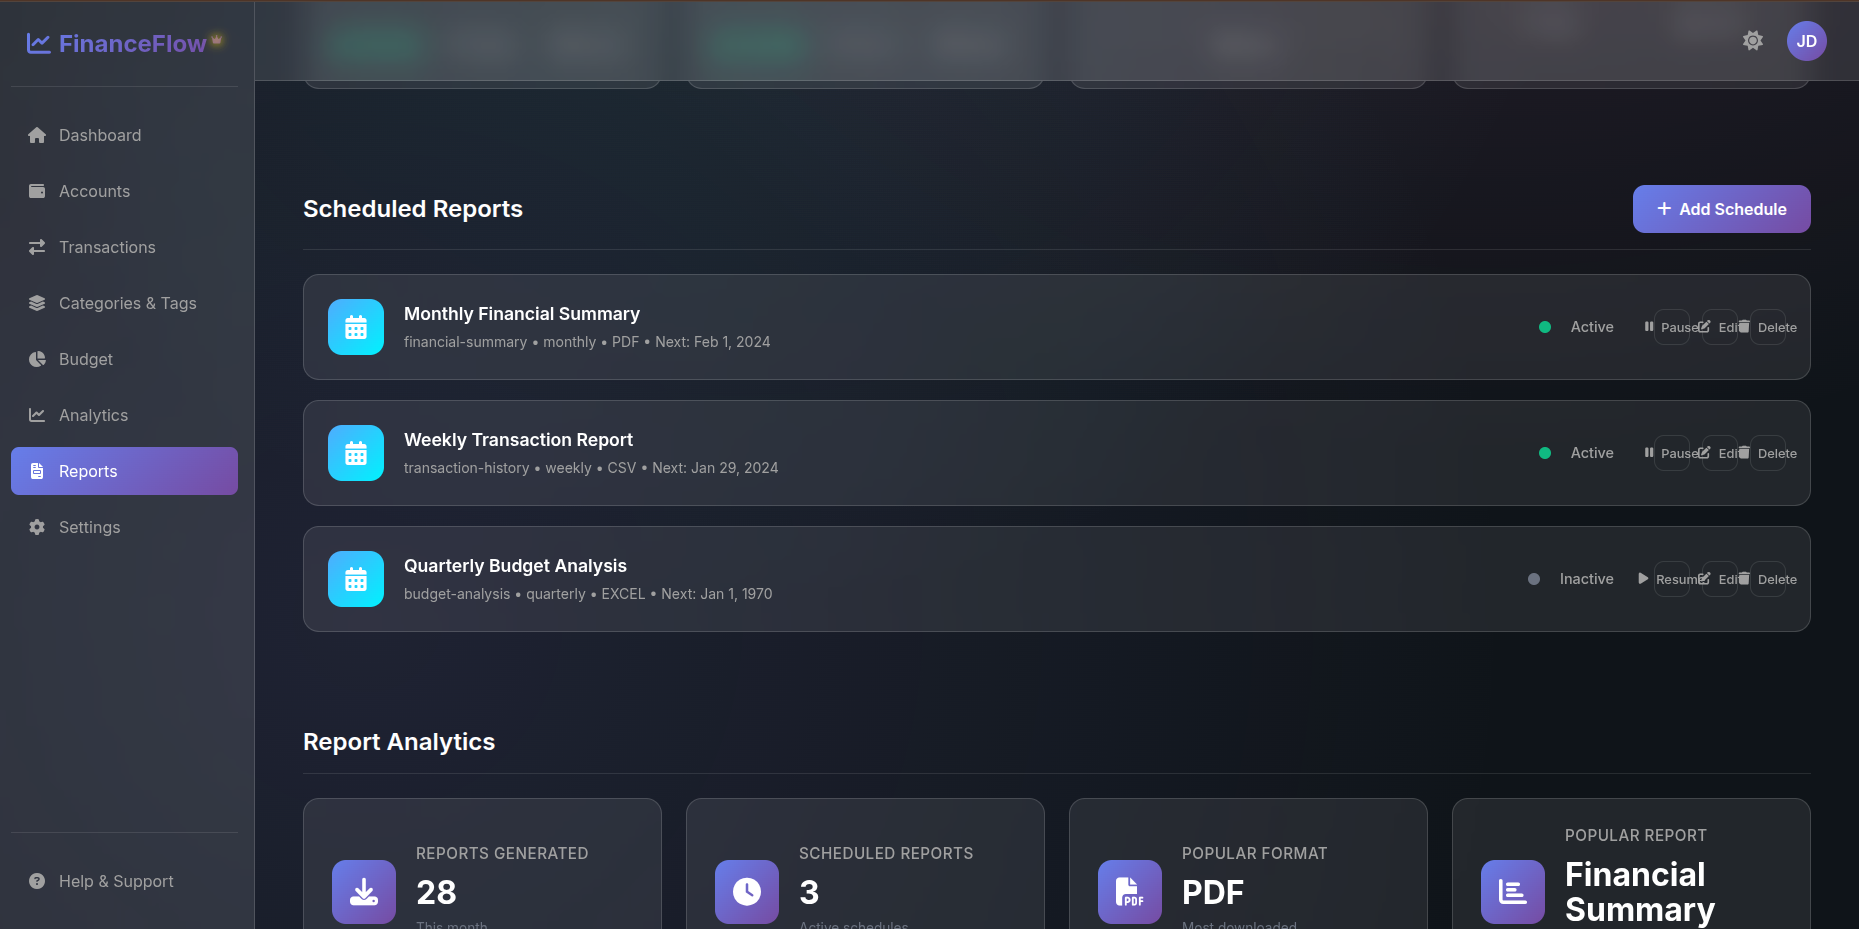 FinanceFlow
JD
Dashboard
Accounts
Transactions
Categories & Tags
Budget
Analytics
Reports
Settings
Help & Support
Scheduled Reports
Add Schedule
Monthly Financial Summary
financial-summary • monthly • PDF • Next: Feb 1, 2024
Active
Pause
Edit
Delete
Weekly Transaction Report
transaction-history • weekly • CSV • Next: Jan 29, 2024
Active
Pause
Edit
Delete
Quarterly Budget Analysis
budget-analysis • quarterly • EXCEL • Next: Jan 1, 1970
Inactive
Resume
Edit
Delete
Report Analytics
REPORTS GENERATED
28
This month
SCHEDULED REPORTS
3
Active schedules
POPULAR FORMAT
PDF
Most downloaded
POPULAR REPORT
Financial
Summary